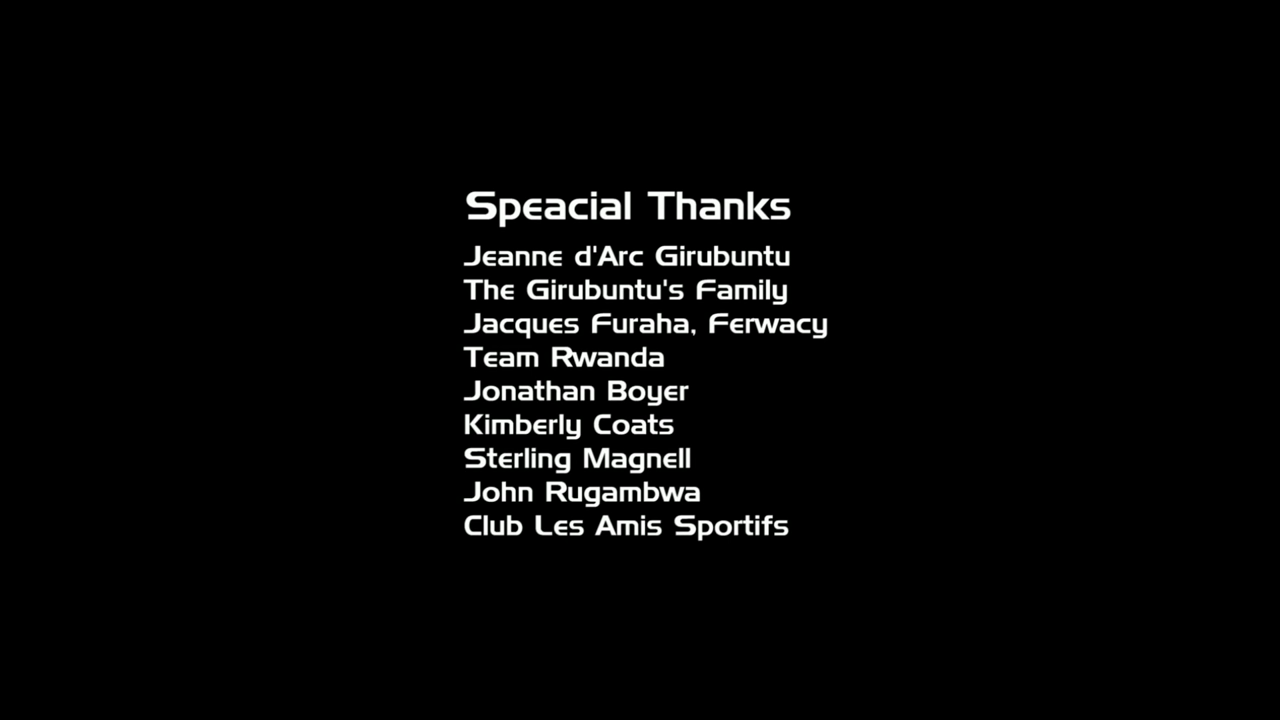 Speacial Thanks
Jeanne d'Arc Girubuntu
The Girubuntu's Family
Jacques Furaha, Ferwacy
Team Rwanda
Jonathan Boyer
Kimberly Coats
Sterling Magnell
John Rugambwa
Club Les Amis Sportifs